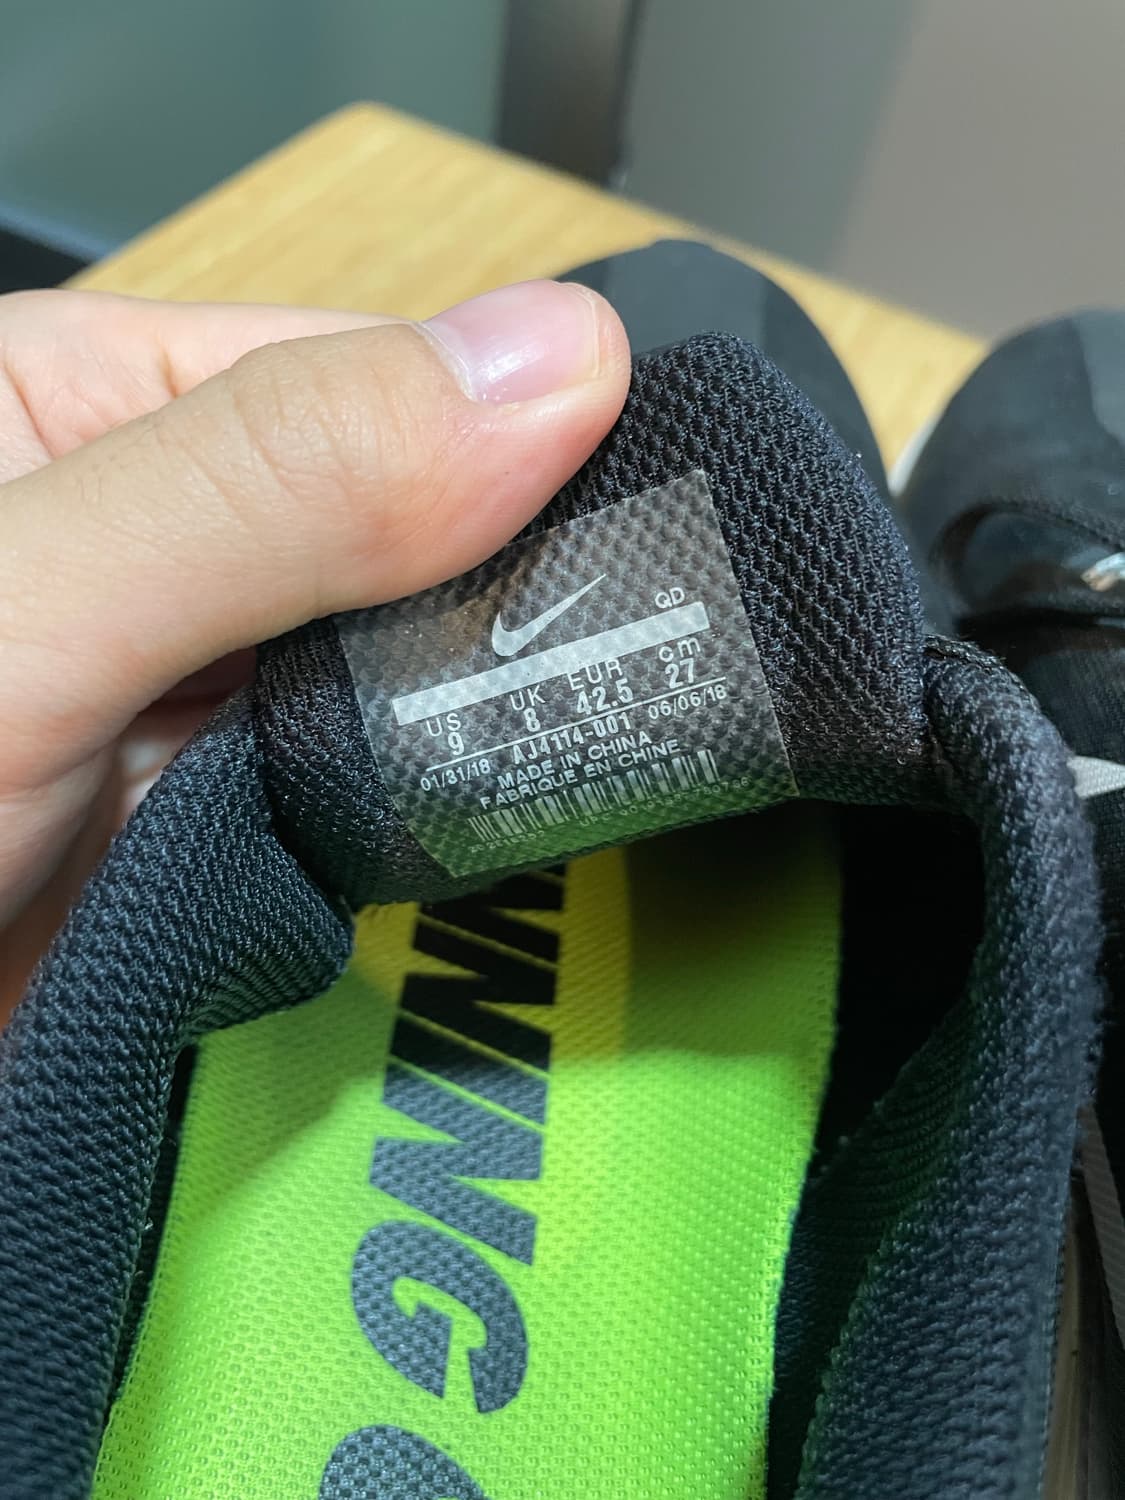 QD
US UK EUR cm
9 8 42.5 27
01/31/18 AJ4114-001 06/06/18
MADE IN CHINA
FABRIQUE EN CHINE
NING